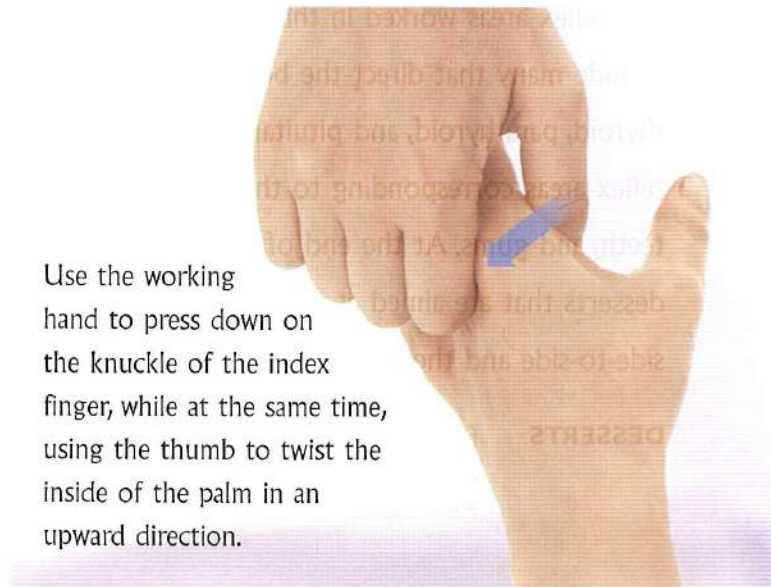 Use the working
hand to press down on
the knuckle of the index
finger, while at the same time,
using the thumb to twist the
inside of the palm in an
upward direction.